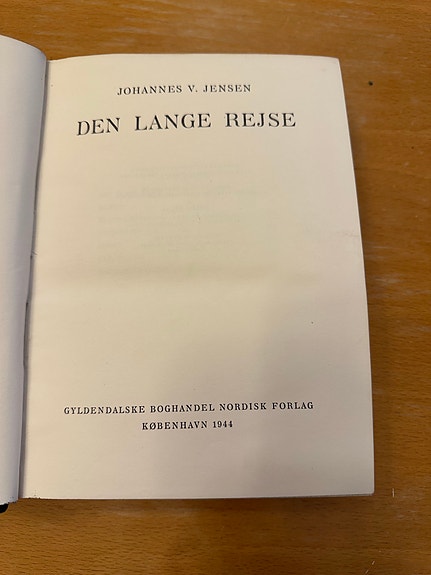 JOHANNES V. JENSEN
DEN LANGE REJSE
GYLDENDALSKE BOGHANDEL NORDISK FORLAG
KØBENHAVN 1944